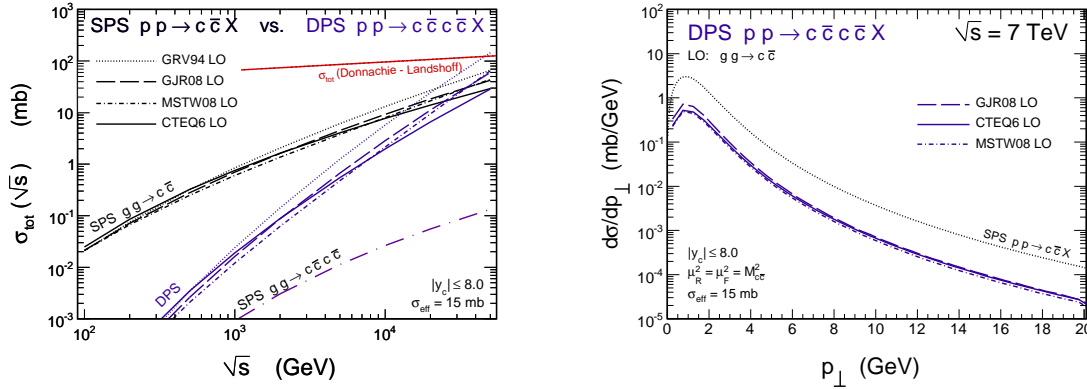 SPS p p → c c̄ X vs. DPS p p → c c̄ c c̄ X
GRV94 LO
GJR08 LO
MSTW08 LO
CTEQ6 LO
σ_tot (Donnachie - Landshoff)
SPS g g → c c̄
DPS
SPS g g → c c̄ c c̄
|y_c| ≤ 8.0
σ_eff = 15 mb
σ_tot (√s) (mb)
10^3
10^2
10
1
10^-1
10^-2
10^-3
10^2 10^3 10^4
√s (GeV)
DPS p p → c c̄ c c̄ X √s = 7 TeV
LO: g g → c c̄
GJR08 LO
CTEQ6 LO
MSTW08 LO
SPS p p → c c̄ X
|y_c| ≤ 8.0
μ_R^2 = μ_F^2 = M_cc̄^2
σ_eff = 15 mb
dσ/dp_⊥ (mb/GeV)
10^2
10
1
10^-1
10^-2
10^-3
10^-4
10^-5
0 2 4 6 8 10 12 14 16 18 20
p_⊥ (GeV)